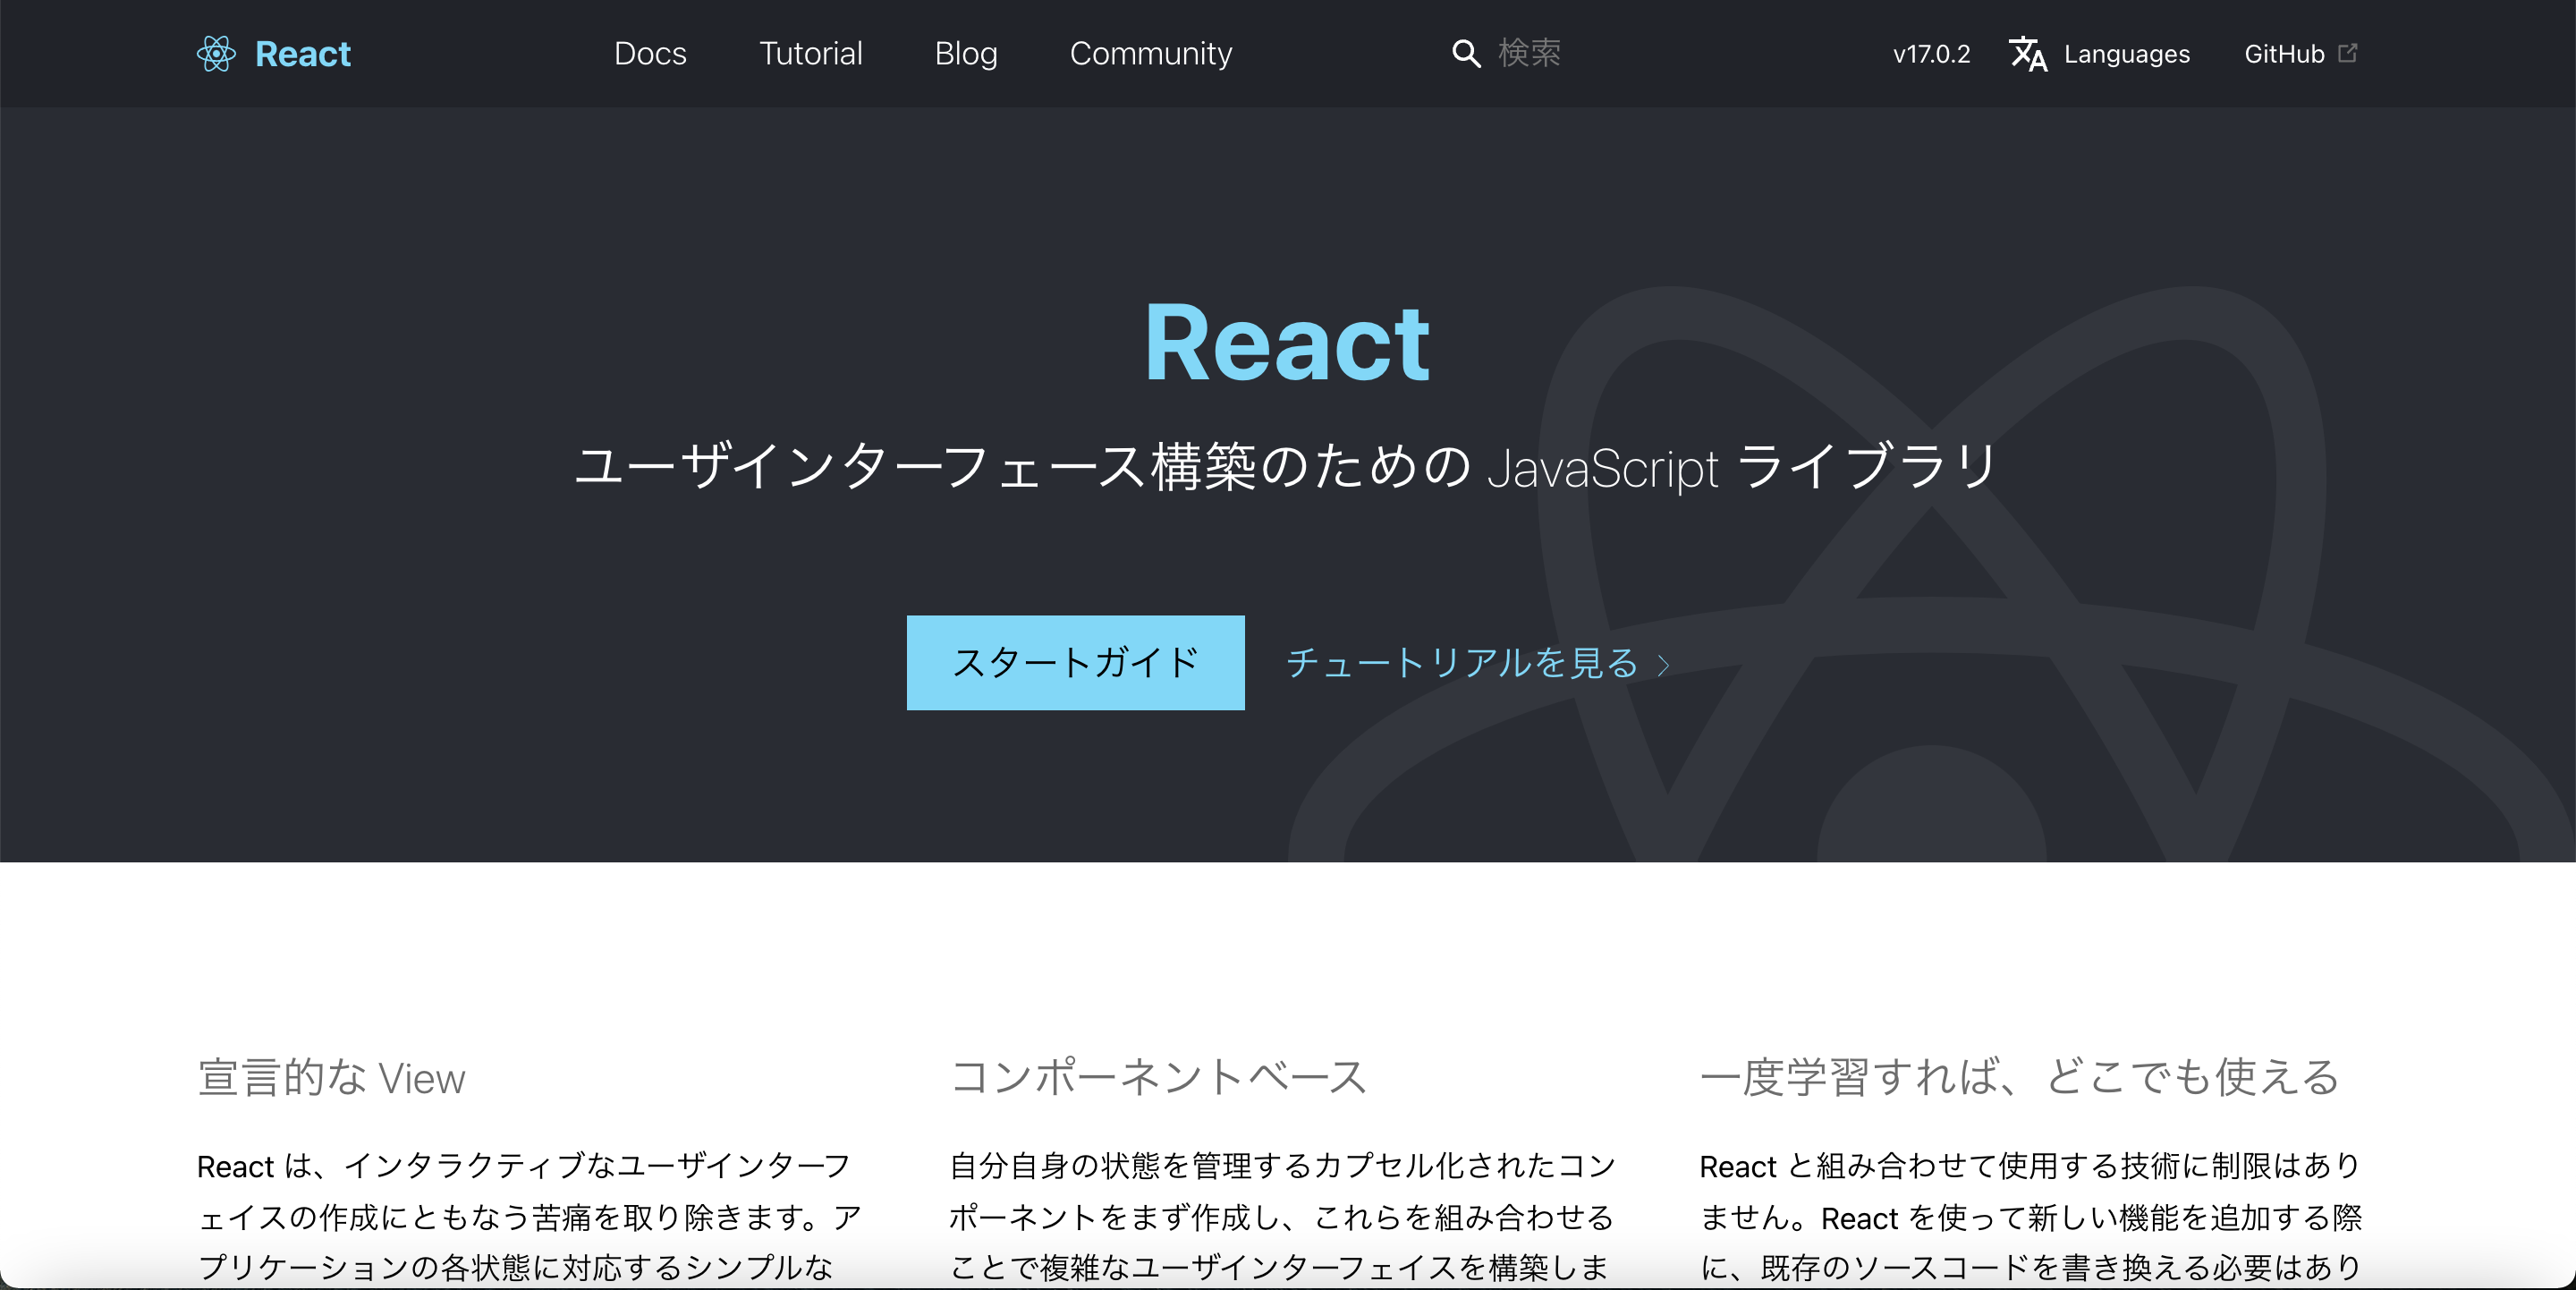 React Docs Tutorial Blog Community 検索 v17.0.2 Languages GitHub
React
ユーザインターフェース構築のための JavaScript ライブラリ
スタートガイド チュートリアルを見る
宣言的な View
React は、インタラクティブなユーザインターフ
ェイスの作成にともなう苦痛を取り除きます。ア
プリケーションの各状態に対応するシンプルな
コンポーネントベース
自分自身の状態を管理するカプセル化されたコン
ポーネントをまず作成し、これらを組み合わせる
ことで複雑なユーザインターフェイスを構築しま
一度学習すれば、どこでも使える
React と組み合わせて使用する技術に制限はあり
ません。React を使って新しい機能を追加する際
に、既存のソースコードを書き換える必要はあり